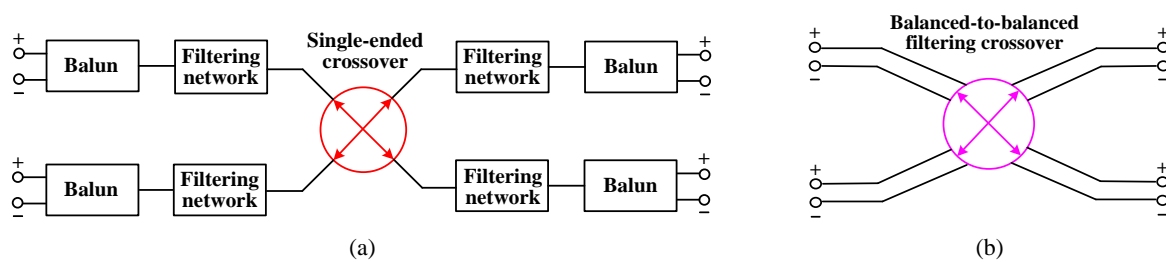 Single-ended
crossover
+
−
Balun
Filtering
network
Filtering
network
Balun
+
−
+
−
Balun
Filtering
network
Filtering
network
Balun
+
−
(a)
Balanced-to-balanced
filtering crossover
+
−
+
−
+
−
+
−
(b)